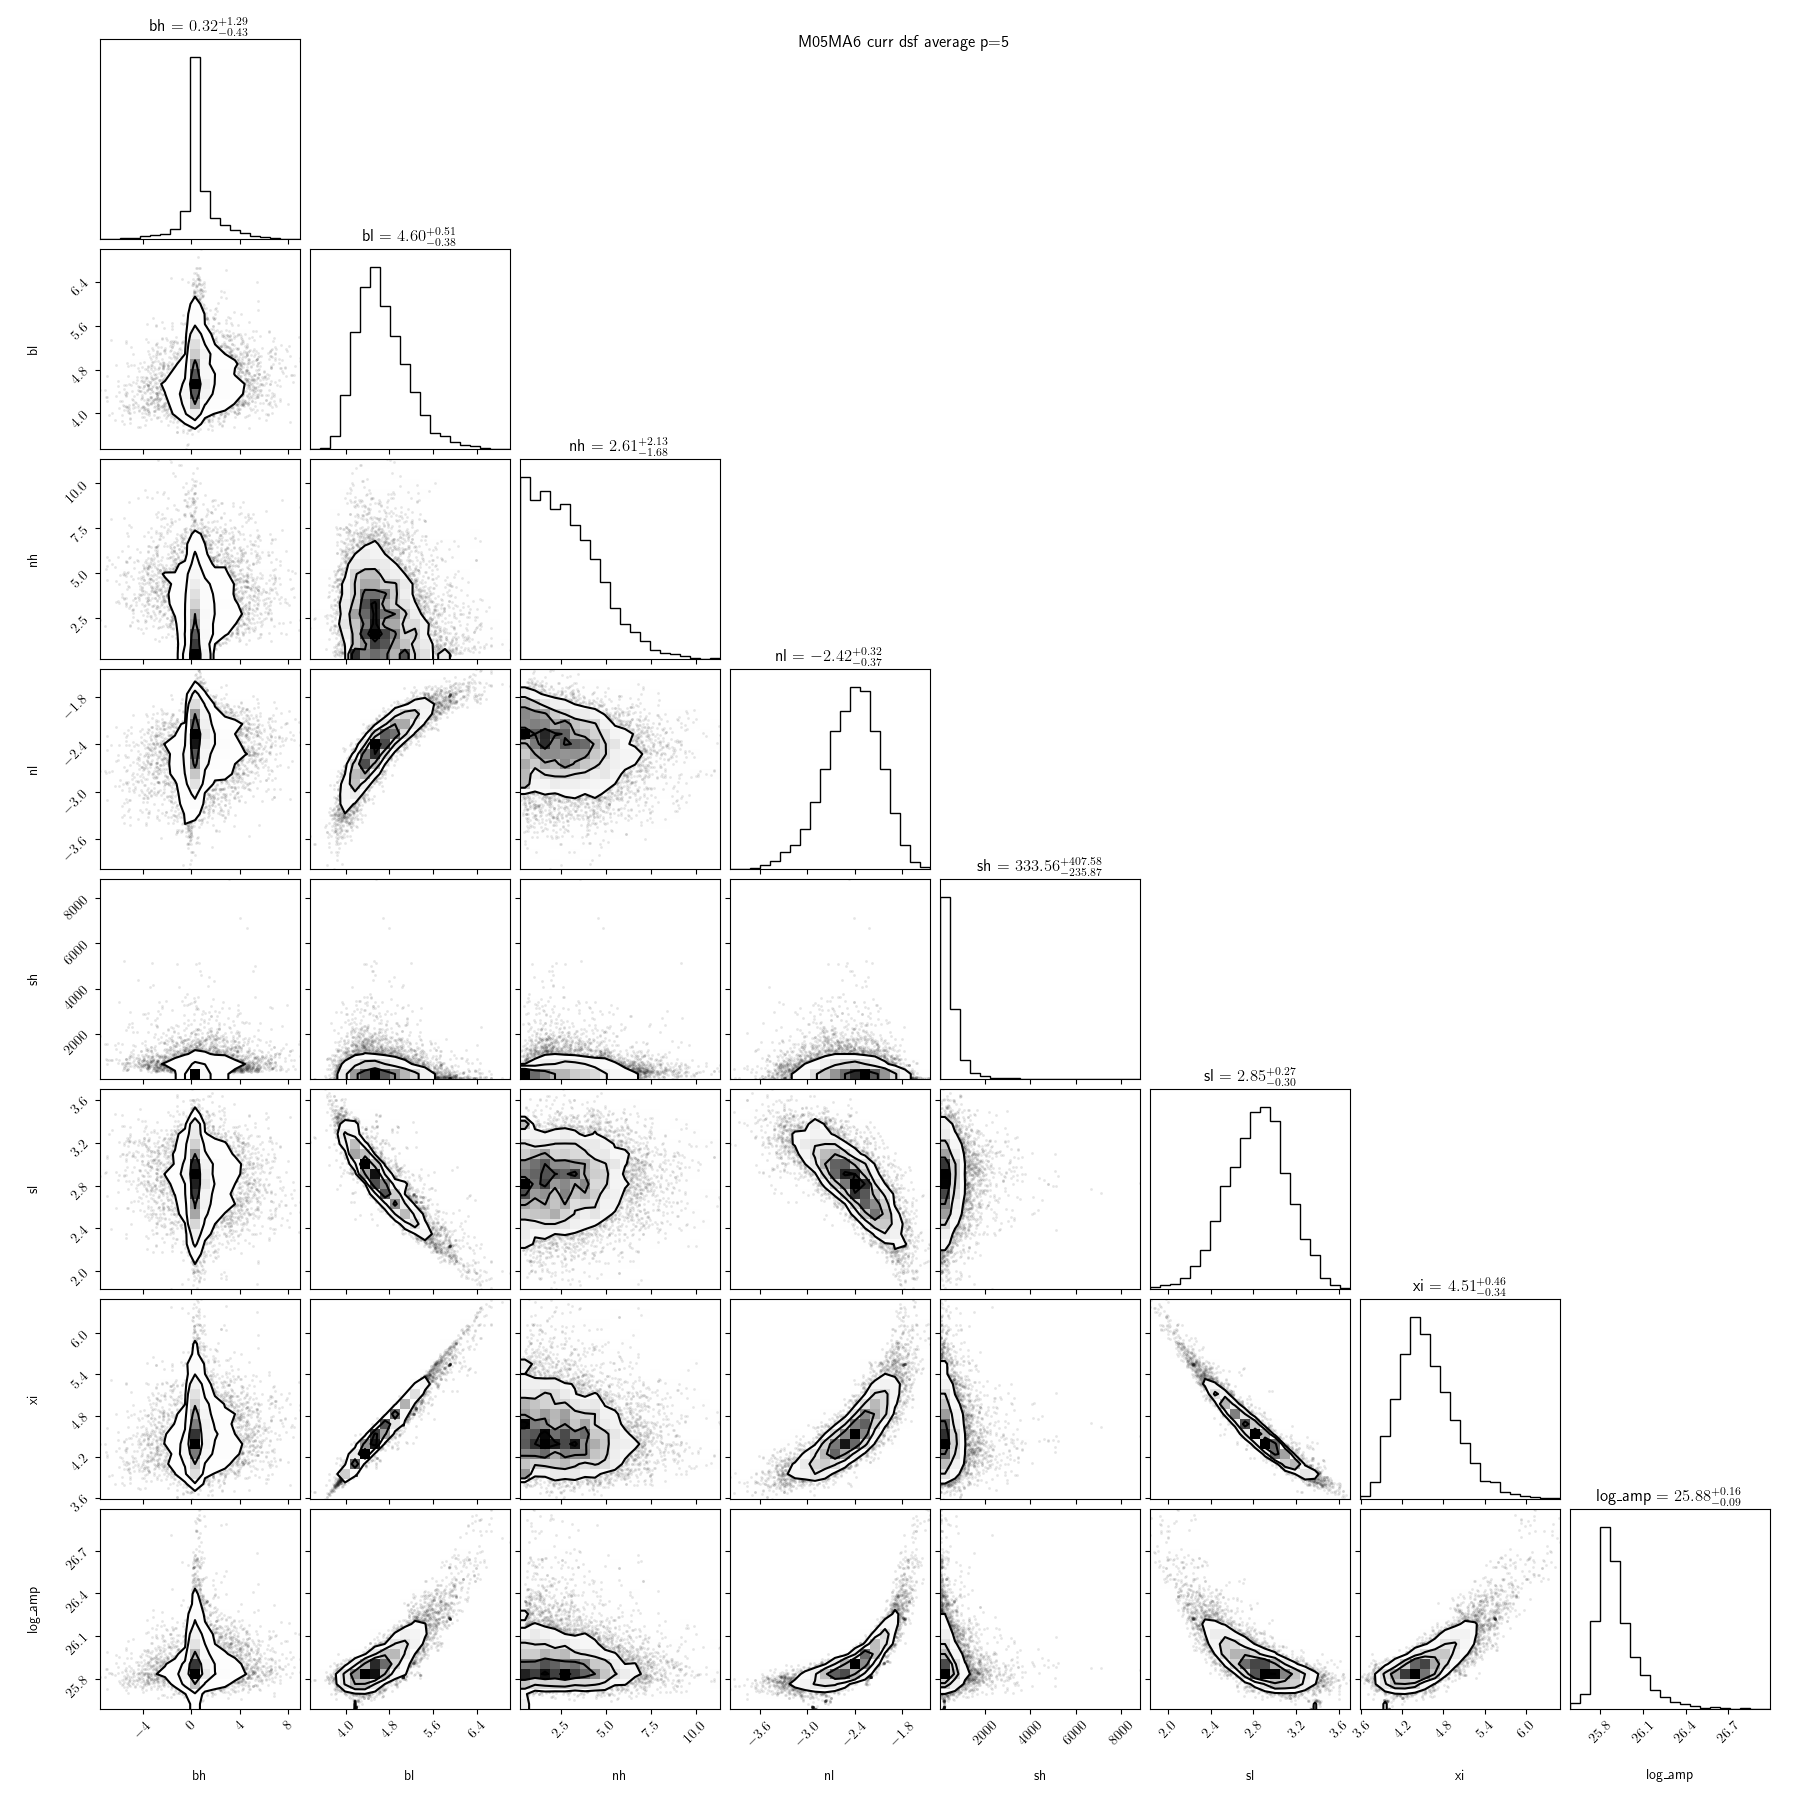 M05MA6 curr dsf average p=5
bh = 0.32+1.29 −0.43
bl = 4.60+0.51 −0.38
bl
6.4
5.6
4.8
4.0
nh = 2.61+2.13 −1.68
nh
10.0
7.5
5.0
2.5
nl = −2.42+0.32 −0.37
nl
−1.8
−2.4
−3.0
−3.6
sh = 333.56+407.58 −235.87
sh
8000
6000
4000
2000
sl = 2.85+0.27 −0.30
sl
3.6
3.2
2.8
2.4
2.0
xi = 4.51+0.46 −0.34
xi
6.0
5.4
4.8
4.2
3.6
log_amp = 25.88+0.16 −0.09
log_amp
26.7
26.4
26.1
25.8
−4 0 4 8 4.0 4.8 5.6 6.4 2.5 5.0 7.5 10.0 −3.6 −3.0 −2.4 −1.8 2000 4000 6000 8000 2.0 2.4 2.8 3.2 3.6 3.6 4.2 4.8 5.4 6.0 25.8 26.1 26.4 26.7
bh bl nh nl sh sl xi log_amp